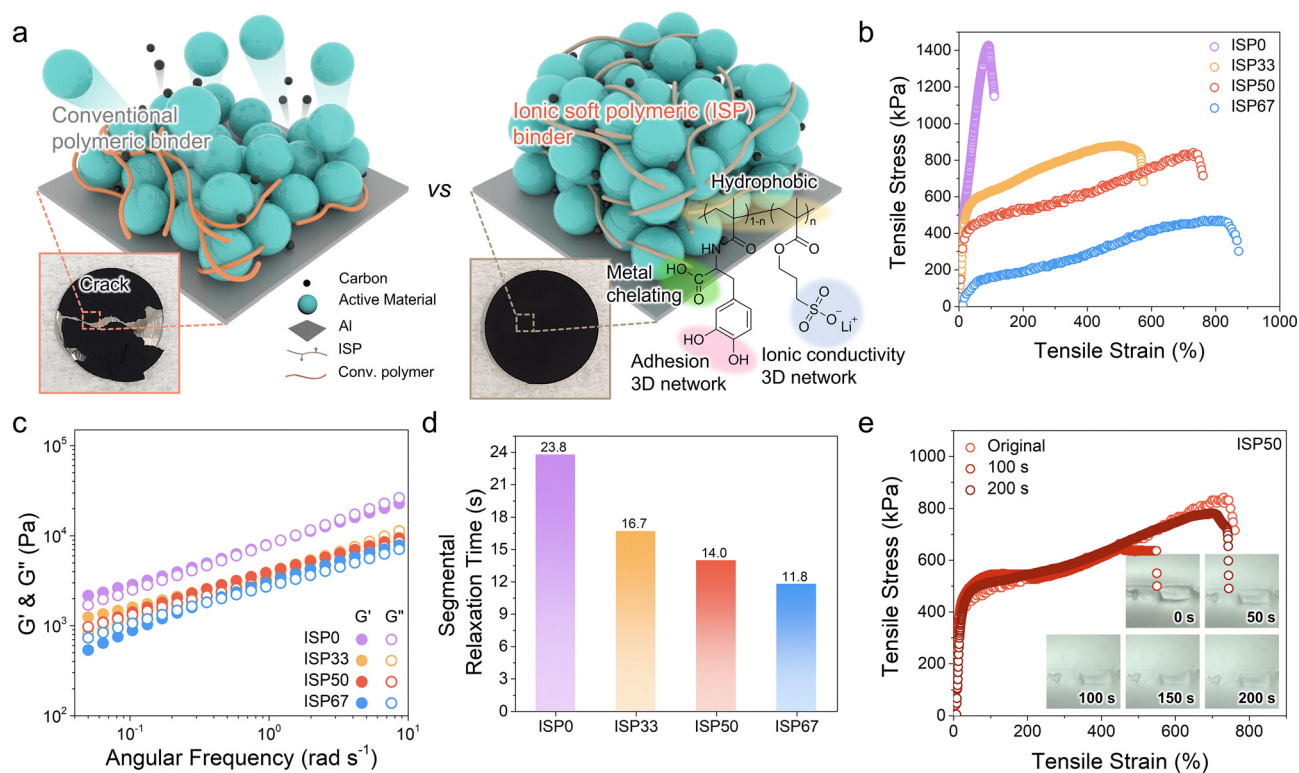 a
Conventional
polymeric binder
Crack
Carbon
Active Material
Al
ISP
Conv. polymer
vs
Ionic soft polymeric (ISP)
binder
Hydrophobic
1-n
n
O
NH
O
HO
O
O
Metal
chelating
HO
OH
O
S
O
O⁻
Li⁺
Adhesion
3D network
Ionic conductivity
3D network
b
Tensile Stress (kPa)
1400
1200
1000
800
600
400
200
0
0 200 400 600 800 1000
Tensile Strain (%)
ISP0
ISP33
ISP50
ISP67
c
G' & G" (Pa)
10⁵
10⁴
10³
10²
10⁻¹ 10⁰ 10¹
Angular Frequency (rad s⁻¹)
G' G"
ISP0
ISP33
ISP50
ISP67
d
Segmental
Relaxation Time (s)
24
21
18
15
12
9
6
3
0
23.8
16.7
14.0
11.8
ISP0 ISP33 ISP50 ISP67
e
Tensile Stress (kPa)
1000
800
600
400
200
0
0 200 400 600 800
Tensile Strain (%)
Original
100 s
200 s
ISP50
0 s 50 s
100 s 150 s 200 s